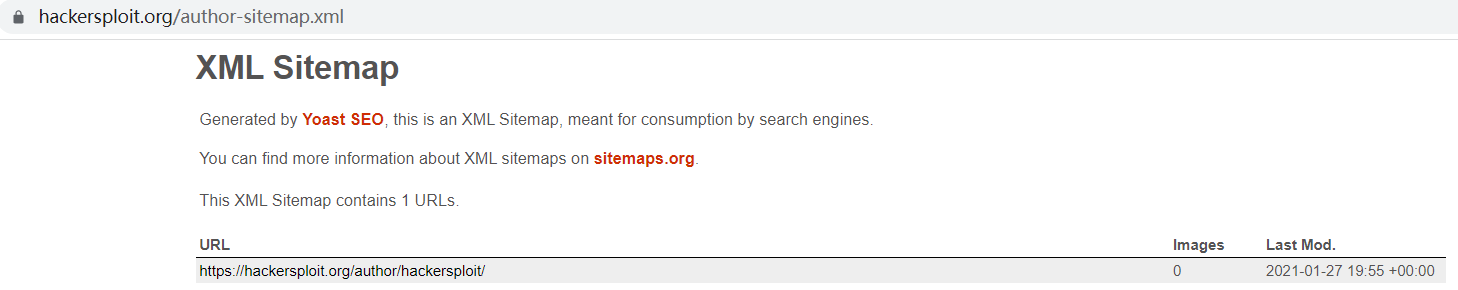 hackersploit.org/author-sitemap.xml
XML Sitemap
Generated by Yoast SEO, this is an XML Sitemap, meant for consumption by search engines.
You can find more information about XML sitemaps on sitemaps.org.
This XML Sitemap contains 1 URLs.
URL Images Last Mod.
https://hackersploit.org/author/hackersploit/ 0 2021-01-27 19:55 +00:00